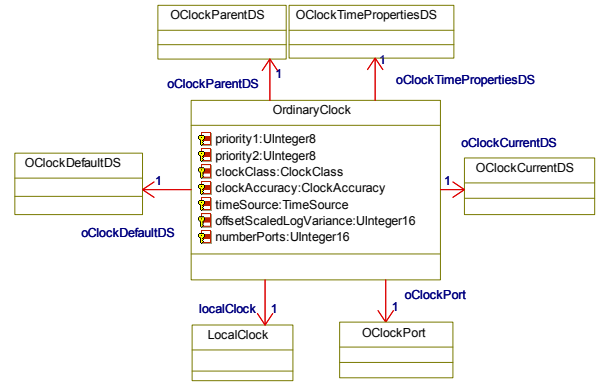 OClockParentDS
OClockTimePropertiesDS
1
1
oClockParentDS
oClockTimePropertiesDS
OrdinaryClock
priority1:UInteger8
priority2:UInteger8
clockClass:ClockClass
clockAccuracy:ClockAccuracy
timeSource:TimeSource
offsetScaledLogVariance:UInteger16
numberPorts:UInteger16
oClockCurrentDS
OClockDefaultDS
1
1
OClockCurrentDS
oClockDefaultDS
oClockPort
localClock
1
1
LocalClock
OClockPort